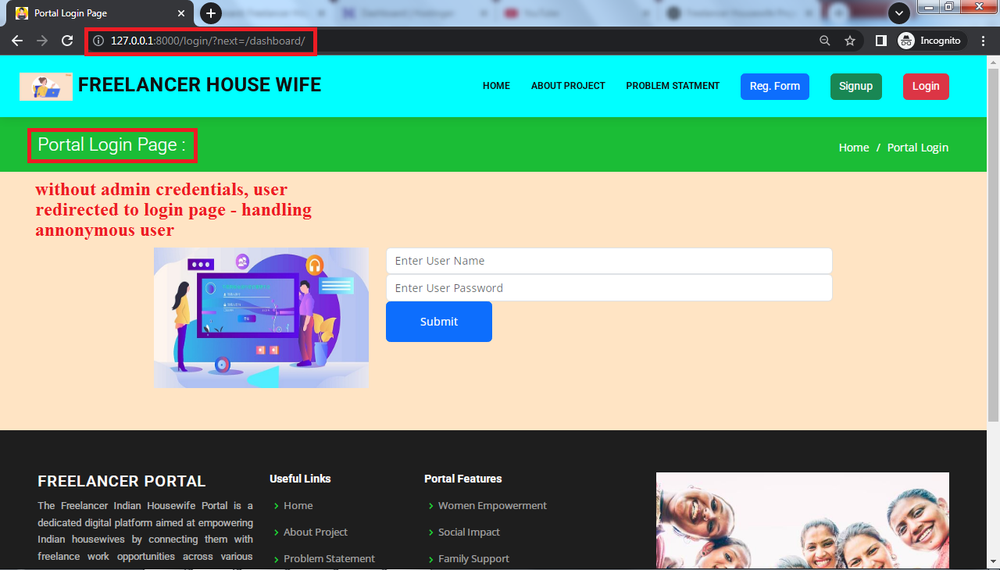 Portal Login Page
127.0.0.1:8000/login/?next=/dashboard/
Incognito
FREELANCER HOUSE WIFE
HOME
ABOUT PROJECT
PROBLEM STATMENT
Reg. Form
Signup
Login
Portal Login Page :
Home / Portal Login
without admin credentials, user
redirected to login page - handling
annonymous user
Enter User Name
Enter User Password
Submit
FREELANCER PORTAL
The Freelancer Indian Housewife Portal is a
dedicated digital platform aimed at empowering
Indian housewives by connecting them with
freelance work opportunities across various
Useful Links
Home
About Project
Problem Statement
Portal Features
Women Empowerment
Social Impact
Family Support